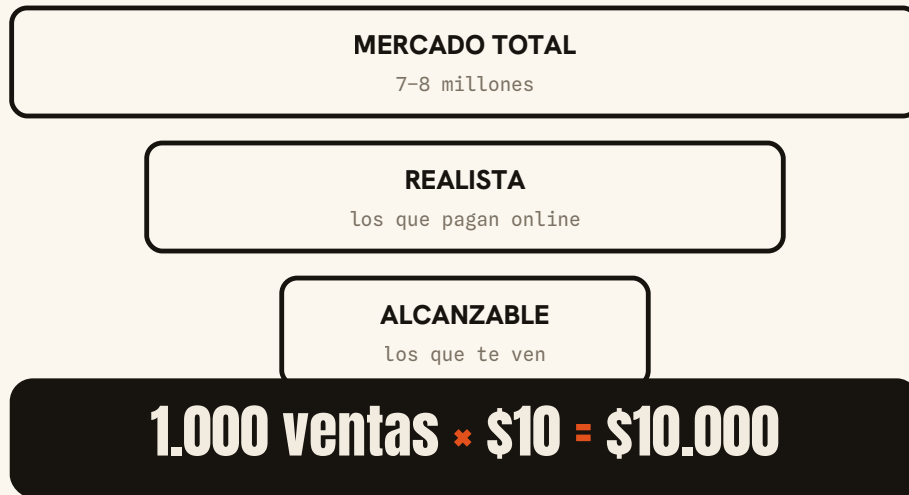 MERCADO TOTAL
7–8 millones
REALISTA
los que pagan online
ALCANZABLE
los que te ven
1.000 ventas × $10 = $10.000